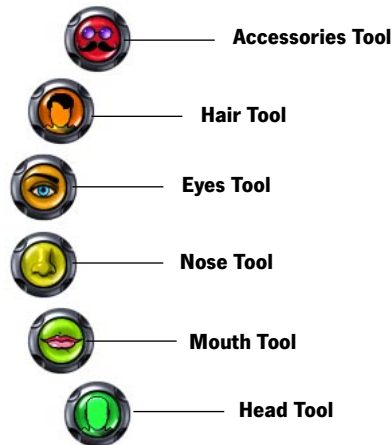 Accessories Tool
Hair Tool
Eyes Tool
Nose Tool
Mouth Tool
Head Tool